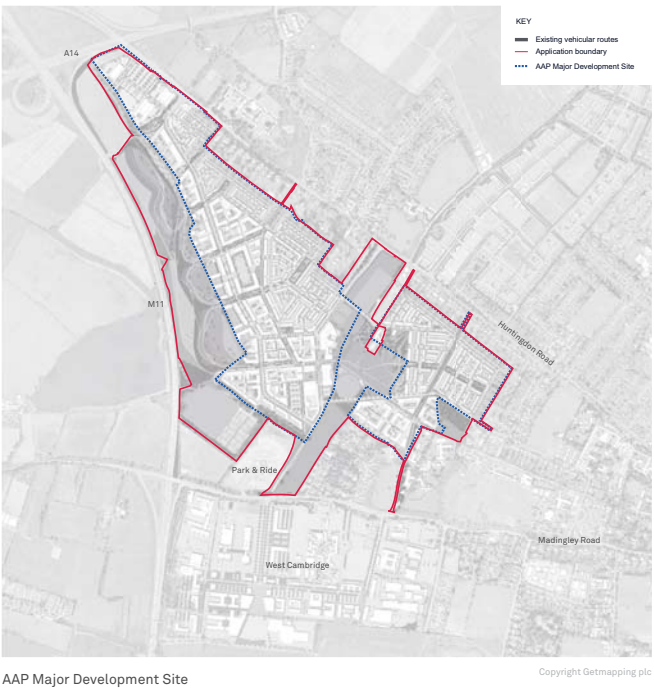 KEY
Existing vehicular routes
Application boundary
AAP Major Development Site
A14
M11
Huntingdon Road
Park & Ride
Madingley Road
West Cambridge
AAP Major Development Site
Copyright Getmapping plc